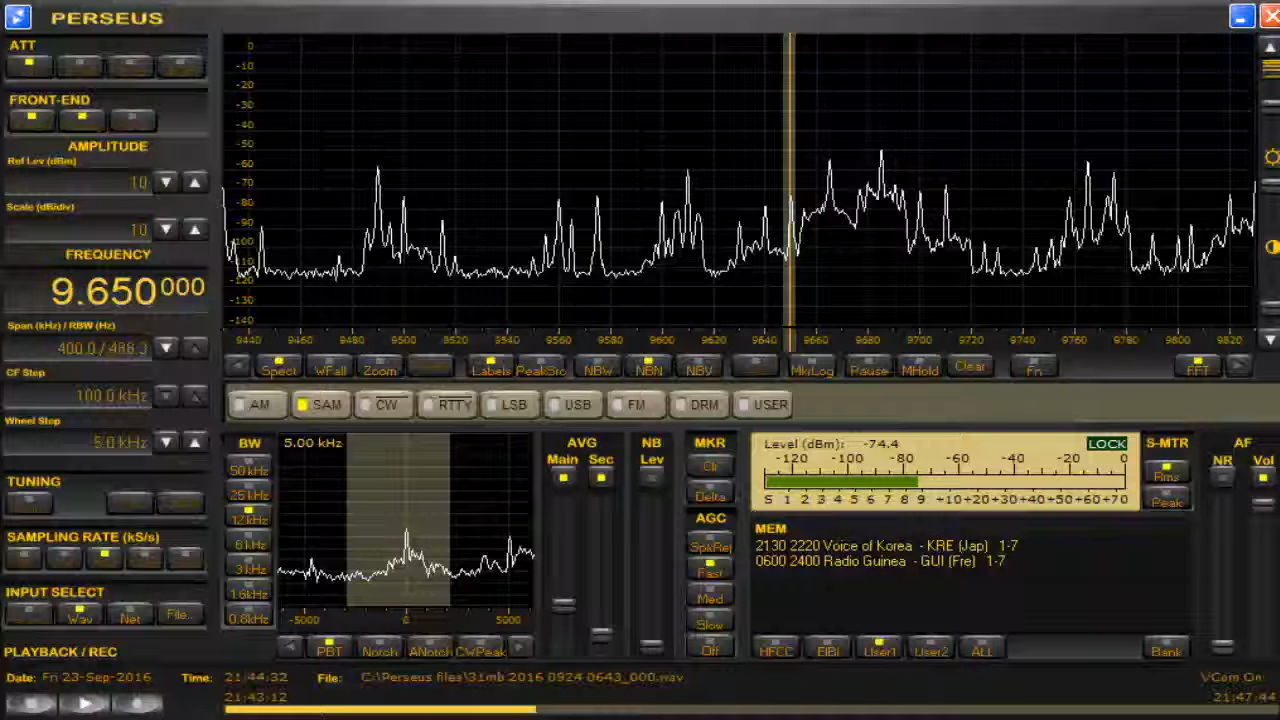 PERSEUS
ATT
FRONT-END
AMPLITUDE
Ref Lev (dBm)
10
Scale (dB/div)
10
FREQUENCY
9.650000
Span (kHz) / RBW (Hz)
400.0 / 488.3
CF Step
100.0 kHz
Wheel Step
5.0 kHz
TUNING
SAMPLING RATE (kS/s)
INPUT SELECT
Wav Net File..
PLAYBACK / REC
0
-10
-20
-30
-40
-50
-60
-70
-80
-90
-100
-110
-120
-130
-140
9440 9460 9480 9500 9520 9540 9560 9580 9600 9620 9660 9680 9700 9720 9740 9760 9780 9800 9820
Spect WFall Zoom Labels PeakSrc NBW NBN NBV MkrLog Pause MHold Clear Fn FFT
AM SAM CW RTTY LSB USB FM DRM USER
BW
50 kHz
25 kHz
12 kHz
6 kHz
3 kHz
1.6 kHz
0.8 kHz
5.00 kHz
-5000 0 5000
PBT Notch ANotch CWPeak
AVG
Main Sec
NB
Lev
MKR
Clr
Delta
AGC
SpkRej
Fast
Med
Slow
Off
Level (dBm): -74.4 LOCK
-120 -100 -80 -60 -40 -20 0
S 1 2 3 4 5 6 7 8 9 +10 +20 +30 +40 +50 +60 +70
S-MTR
Rms
Peak
AF
NR Vol
MEM
2130 2220 Voice of Korea - KRE (Jap) 1-7
0600 2400 Radio Guinea - GUI (Fre) 1-7
HFCC EIBI User1 User2 ALL Bank
Date: Fri 23-Sep-2016 Time: 21:44:32 File: C:\Perseus files\31mb 2016 0924 0643_000.wav VCom On
21:43:12 21:47:44